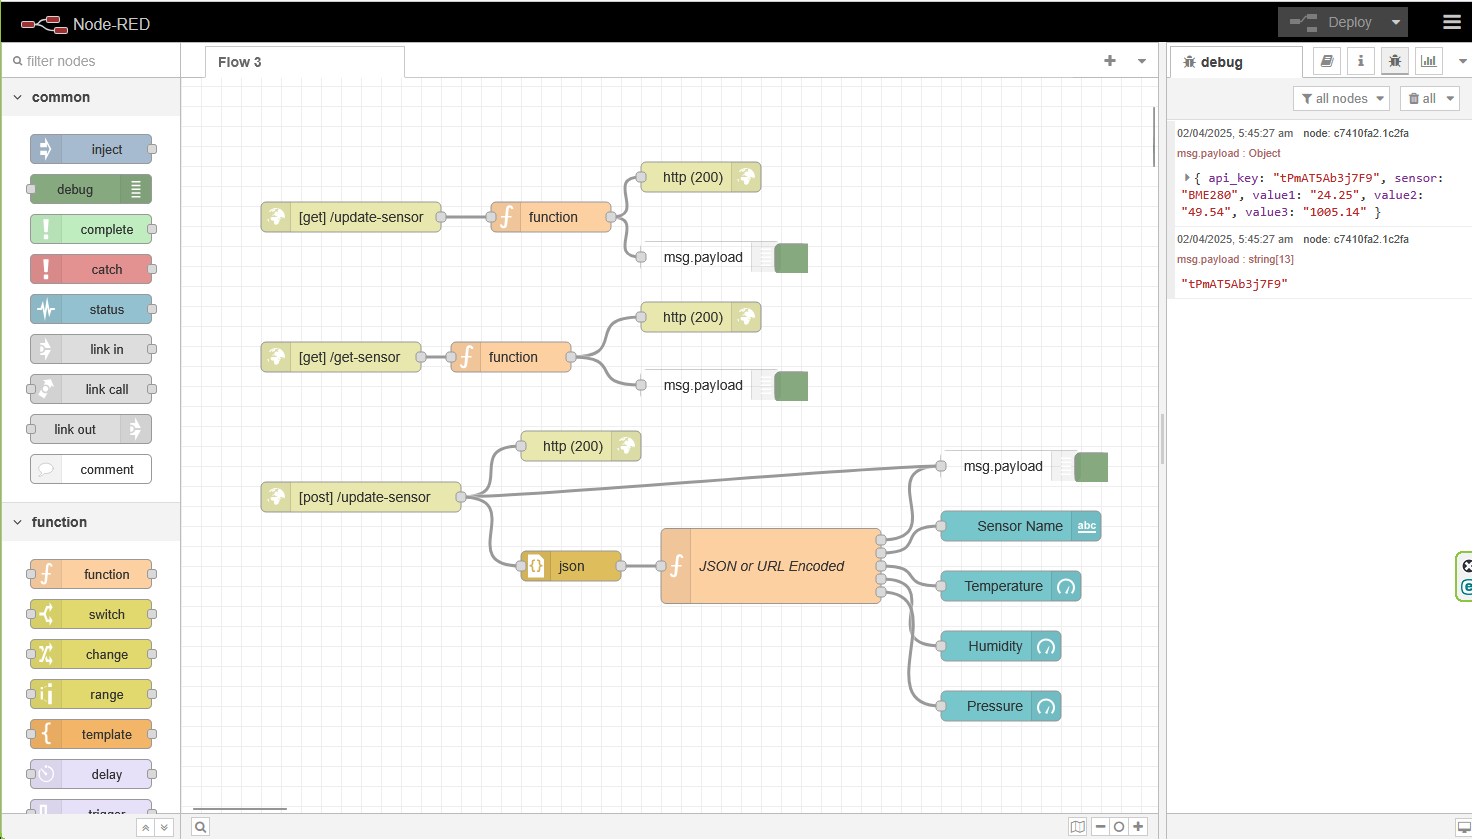 Node-RED
Deploy
filter nodes
Flow 3
debug
i
common
all nodes
all
inject
debug
complete
catch
status
link in
link call
link out
comment
function
function
switch
change
range
template
delay
trigger
[get] /update-sensor
function
http (200)
msg.payload
[get] /get-sensor
function
http (200)
msg.payload
[post] /update-sensor
http (200)
json
JSON or URL Encoded
msg.payload
Sensor Name
abc
Temperature
Humidity
Pressure
02/04/2025, 5:45:27 am node: c7410fa2.1c2fa
msg.payload : Object
{ api_key: "tPmAT5Ab3j7F9", sensor:
"BME280", value1: "24.25", value2:
"49.54", value3: "1005.14" }
02/04/2025, 5:45:27 am node: c7410fa2.1c2fa
msg.payload : string[13]
"tPmAT5Ab3j7F9"